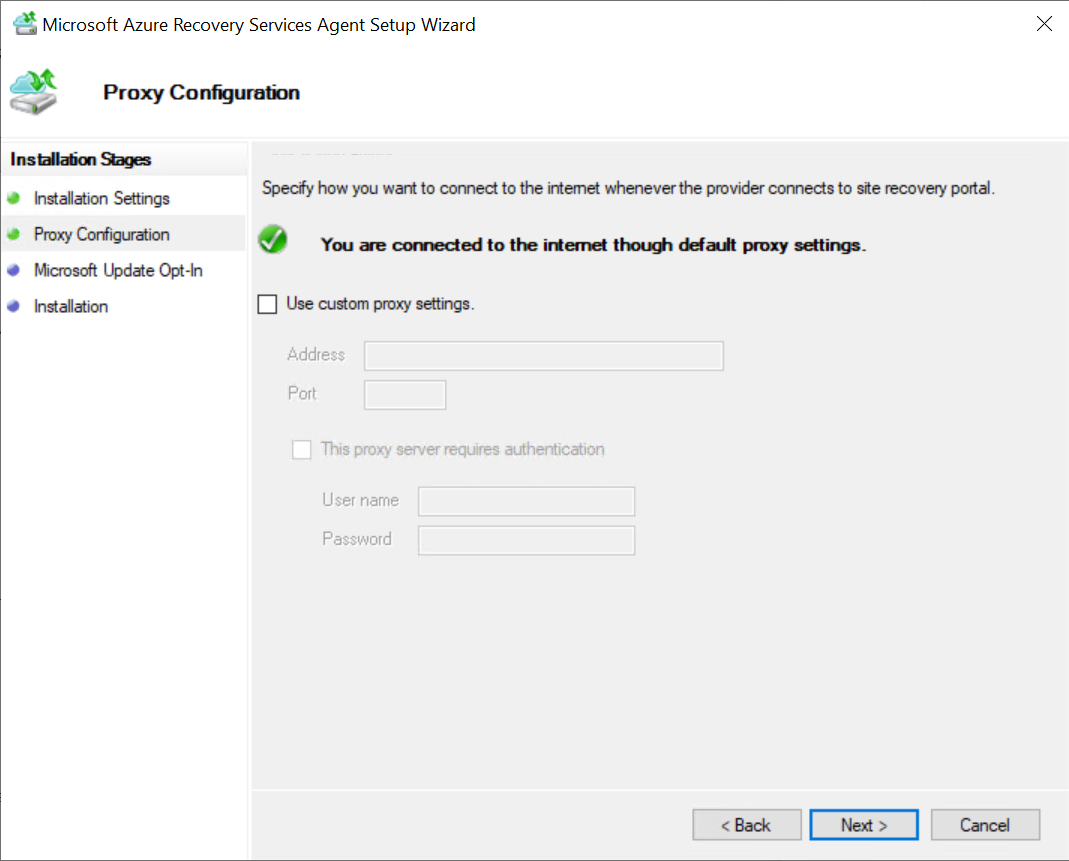 Microsoft Azure Recovery Services Agent Setup Wizard
Proxy Configuration
Installation Stages
Installation Settings
Proxy Configuration
Microsoft Update Opt-In
Installation
Specify how you want to connect to the internet whenever the provider connects to site recovery portal.
You are connected to the internet though default proxy settings.
Use custom proxy settings.
Address
Port
This proxy server requires authentication
User name
Password
< Back
Next >
Cancel